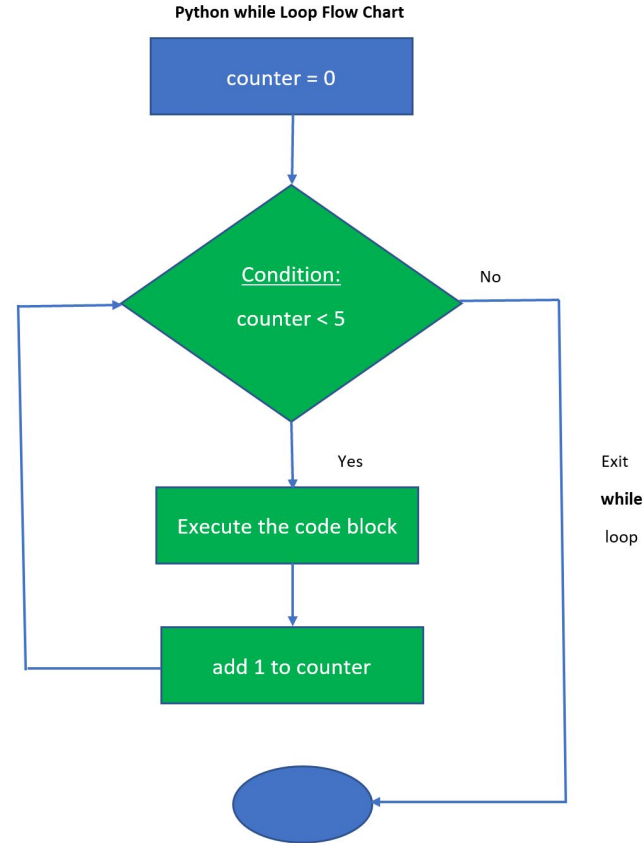 Python while Loop Flow Chart
counter = 0
Condition:
counter < 5
No
Yes
Exit
while
loop
Execute the code block
add 1 to counter